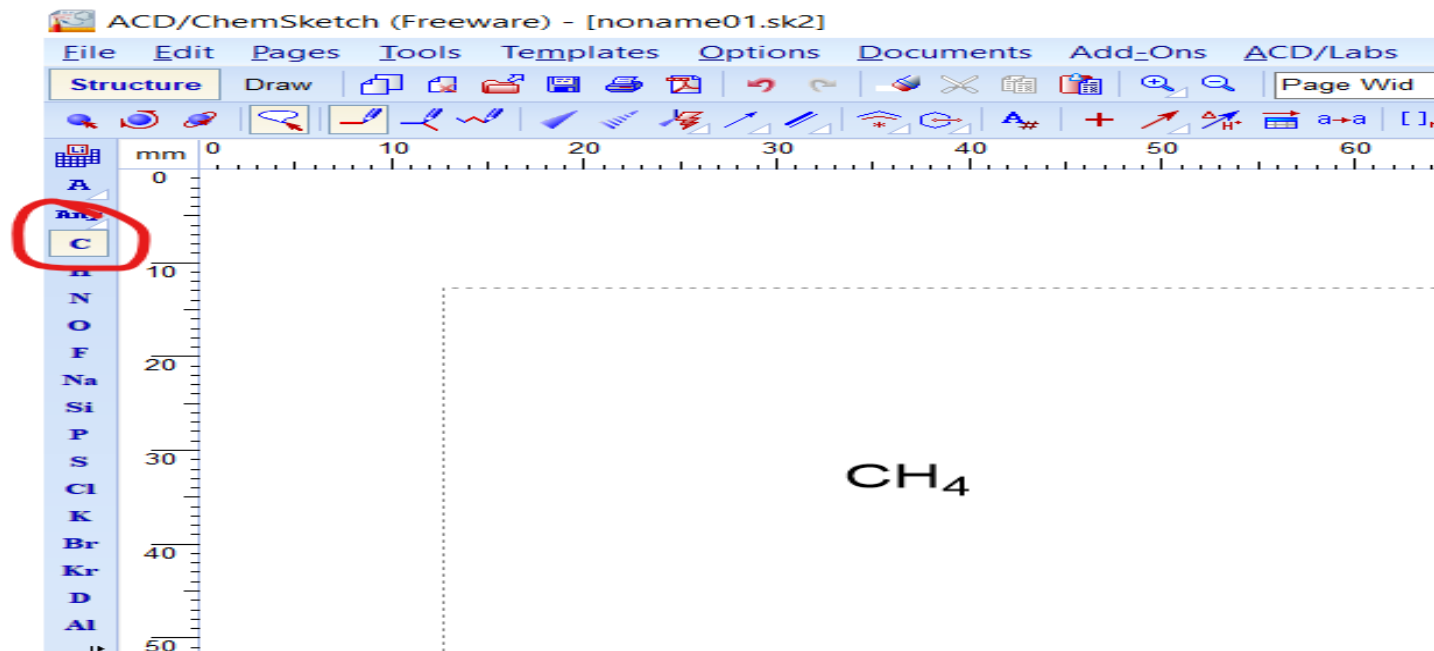 ACD/ChemSketch (Freeware) - [noname01.sk2]
File Edit Pages Tools Templates Options Documents Add-Ons ACD/Labs
Structure Draw Page Wid
A# Δ H+ a→a [ ]n
Li mm 0 10 20 30 40 50 60
A 0
Any
C
H 10
N
O
F
Na 20
Si
P
S 30
Cl
CH₄
K
Br
Kr 40
D
Al
50